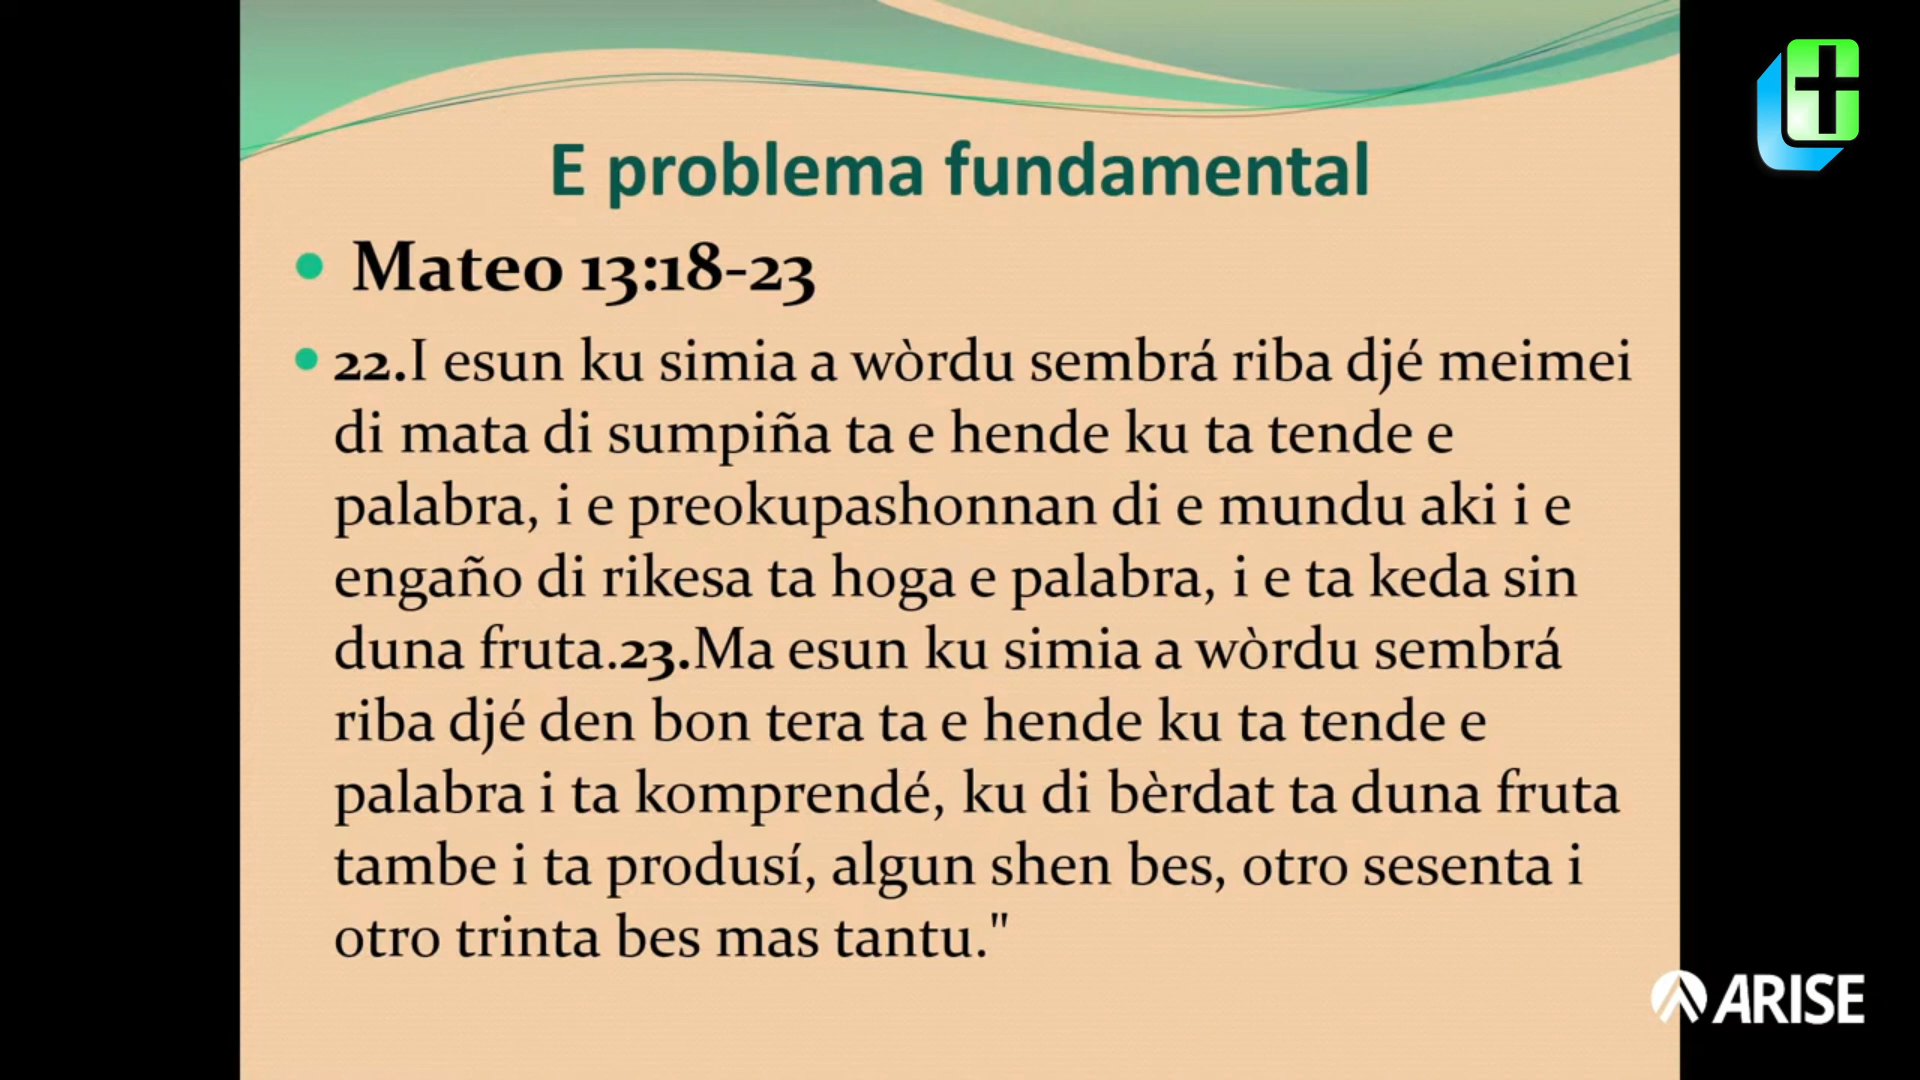 E problema fundamental
Mateo 13:18-23
22.I esun ku simia a wòrdu sembrá riba djé meimei
di mata di sumpiña ta e hende ku ta tende e
palabra, i e preokupashonnan di e mundu aki i e
engaño di rikesa ta hoga e palabra, i e ta keda sin
duna fruta.23.Ma esun ku simia a wòrdu sembrá
riba djé den bon tera ta e hende ku ta tende e
palabra i ta komprendé, ku di bèrdat ta duna fruta
tambe i ta produsí, algun shen bes, otro sesenta i
otro trinta bes mas tantu."
ARISE